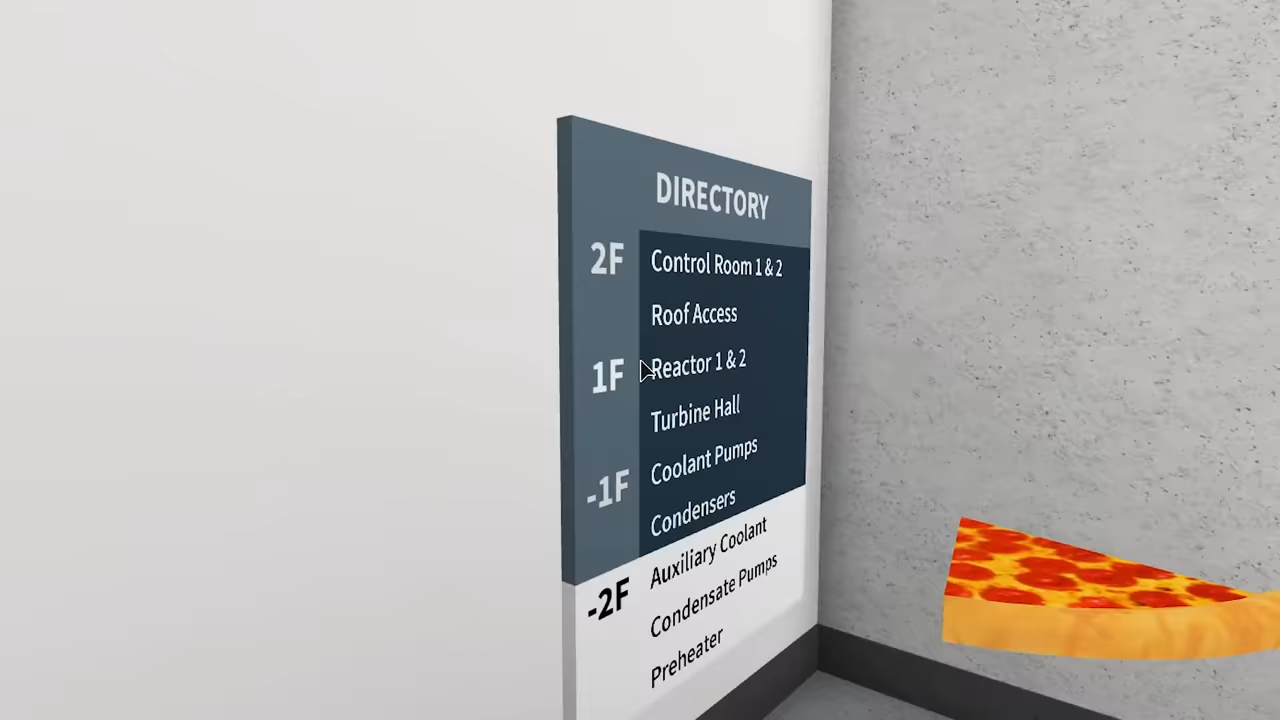 DIRECTORY
2F Control Room 1 & 2
Roof Access
1F Reactor 1 & 2
Turbine Hall
-1F Coolant Pumps
Condensers
-2F Auxiliary Coolant
Condensate Pumps
Preheater